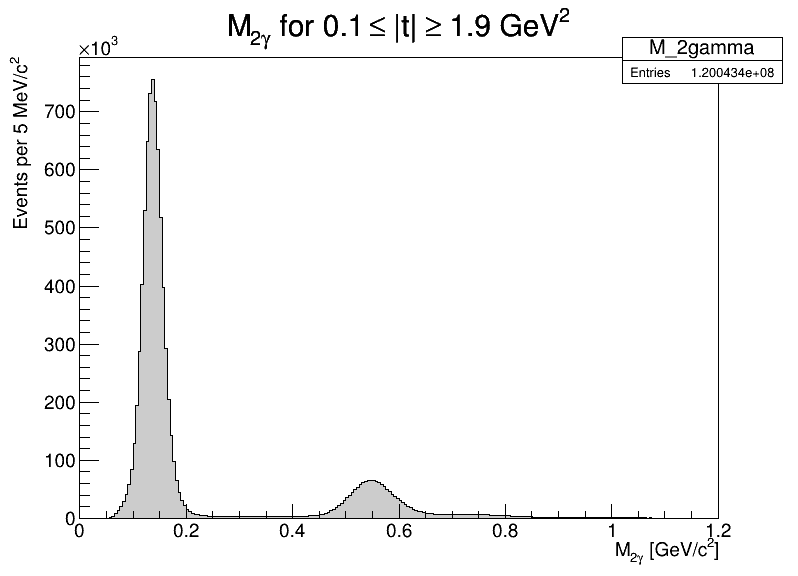 M2γ for 0.1 ≤ |t| ≥ 1.9 GeV²
×10³
M_2gamma
Entries 1.200434e+08
Events per 5 MeV/c²
700
600
500
400
300
200
100
0
0 0.2 0.4 0.6 0.8 1 1.2
M2γ [GeV/c²]